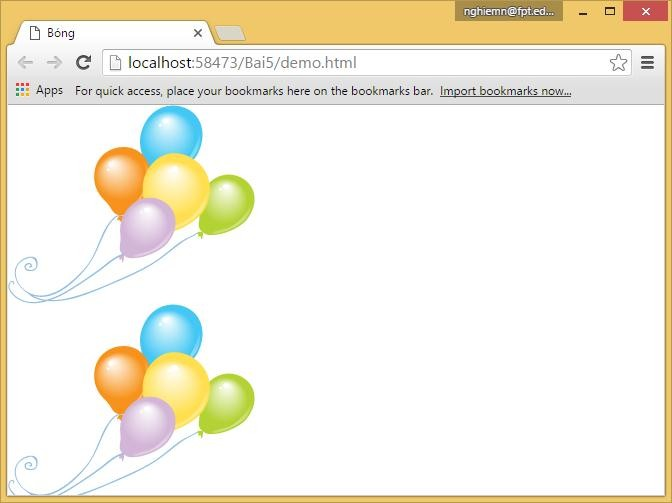 nghiemn@fpt.ed...
Bóng
localhost:58473/Bai5/demo.html
Apps For quick access, place your bookmarks here on the bookmarks bar. Import bookmarks now...